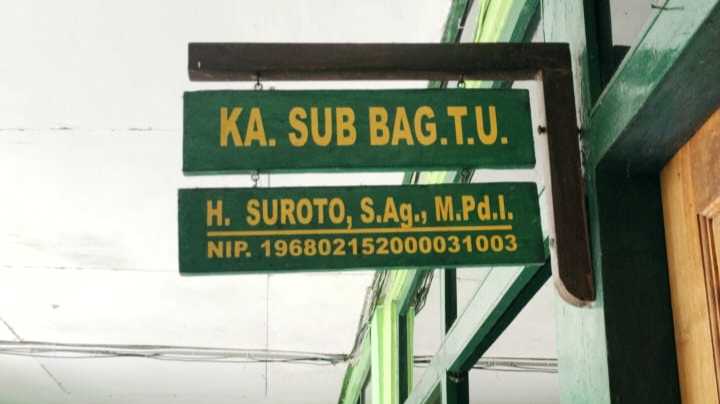 KA. SUB BAG.T.U.
H. SUROTO, S.Ag., M.Pd.I.
NIP. 196802152000031003